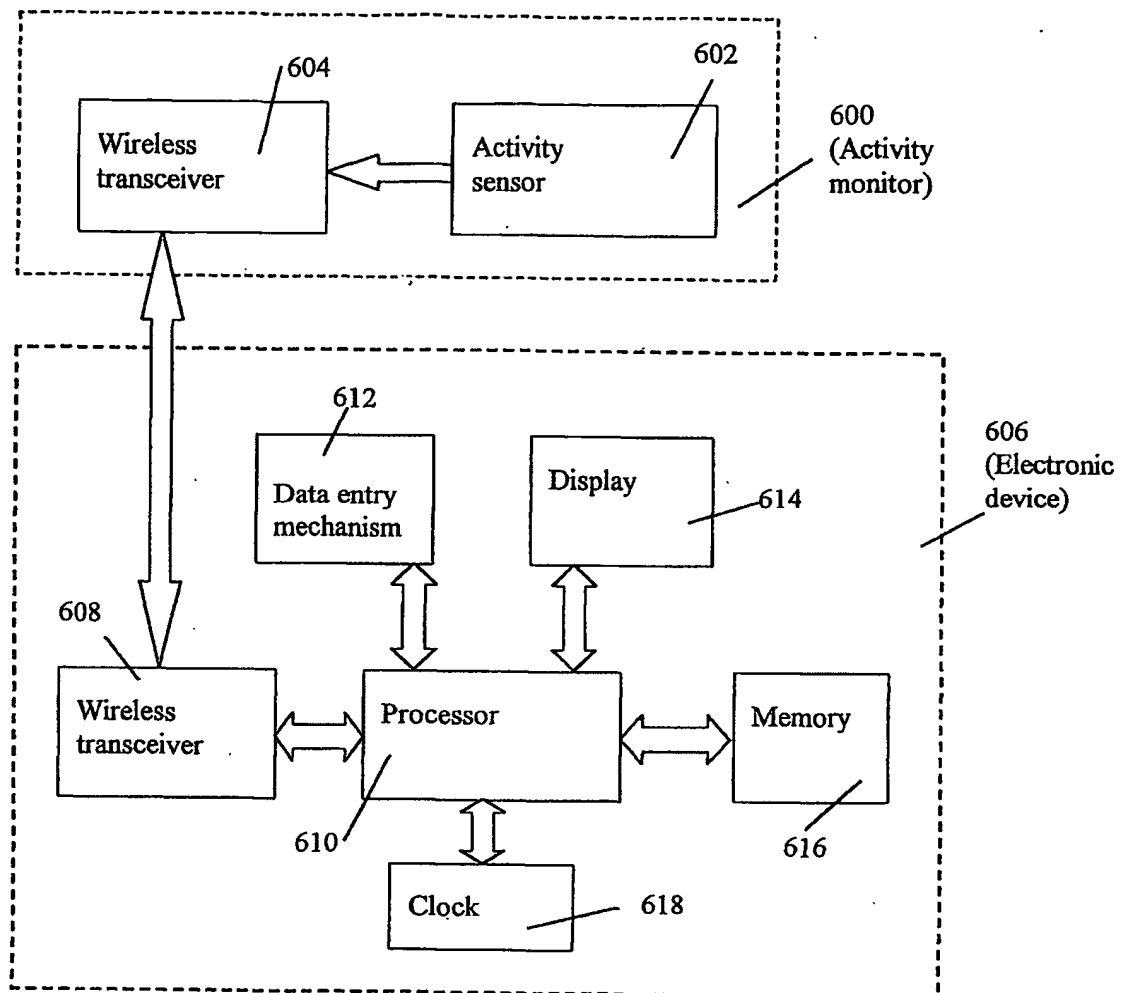 604
602
Wireless
transceiver
Activity
sensor
600
(Activity
monitor)
612
Data entry
mechanism
Display
614
606
(Electronic
device)
608
Wireless
transceiver
Processor
Memory
610
616
Clock
618